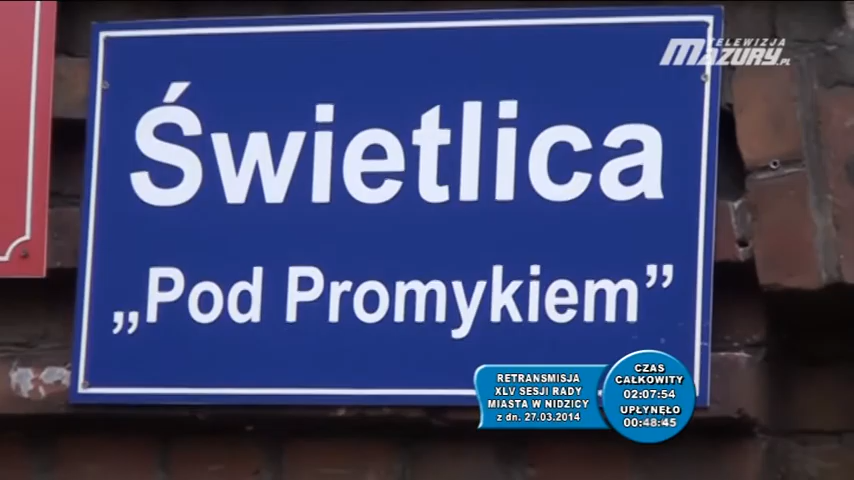 TELEWIZJA
MAZURY.PL
Świetlica
„Pod Promykiem”
RETRANSMISJA
XLV SESJI RADY
MIASTA W NIDZICY
z dn. 27.03.2014
CZAS
CAŁKOWITY
02:07:54
UPŁYNĘŁO
00:48:45